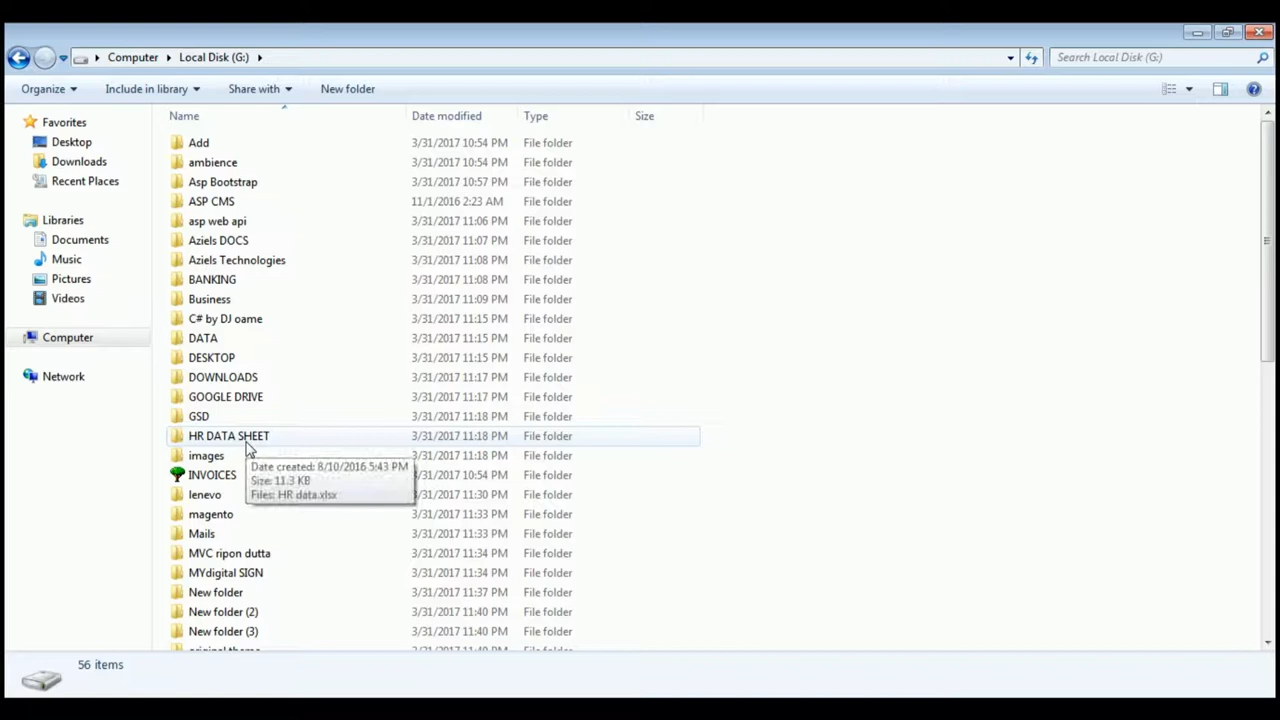 Computer Local Disk (G:) Search Local Disk (G:)
Organize Include in library Share with New folder
Name Date modified Type Size
Favorites
Desktop
Downloads
Recent Places
Libraries
Documents
Music
Pictures
Videos
Computer
Network
Add 3/31/2017 10:54 PM File folder
ambience 3/31/2017 10:54 PM File folder
Asp Bootstrap 3/31/2017 10:57 PM File folder
ASP CMS 11/1/2016 2:23 AM File folder
asp web api 3/31/2017 11:06 PM File folder
Aziels DOCS 3/31/2017 11:07 PM File folder
Aziels Technologies 3/31/2017 11:08 PM File folder
BANKING 3/31/2017 11:08 PM File folder
Business 3/31/2017 11:09 PM File folder
C# by DJ oame 3/31/2017 11:15 PM File folder
DATA 3/31/2017 11:15 PM File folder
DESKTOP 3/31/2017 11:15 PM File folder
DOWNLOADS 3/31/2017 11:17 PM File folder
GOOGLE DRIVE 3/31/2017 11:17 PM File folder
GSD 3/31/2017 11:18 PM File folder
HR DATA SHEET 3/31/2017 11:18 PM File folder
images 3/31/2017 11:18 PM File folder
Date created: 8/10/2016 5:43 PM
Size: 11.3 KB
Files: HR data.xlsx
INVOICES 3/31/2017 10:54 PM File folder
lenevo 3/31/2017 11:30 PM File folder
magento 3/31/2017 11:33 PM File folder
Mails 3/31/2017 11:33 PM File folder
MVC ripon dutta 3/31/2017 11:34 PM File folder
MYdigital SIGN 3/31/2017 11:34 PM File folder
New folder 3/31/2017 11:37 PM File folder
New folder (2) 3/31/2017 11:40 PM File folder
New folder (3) 3/31/2017 11:40 PM File folder
56 items